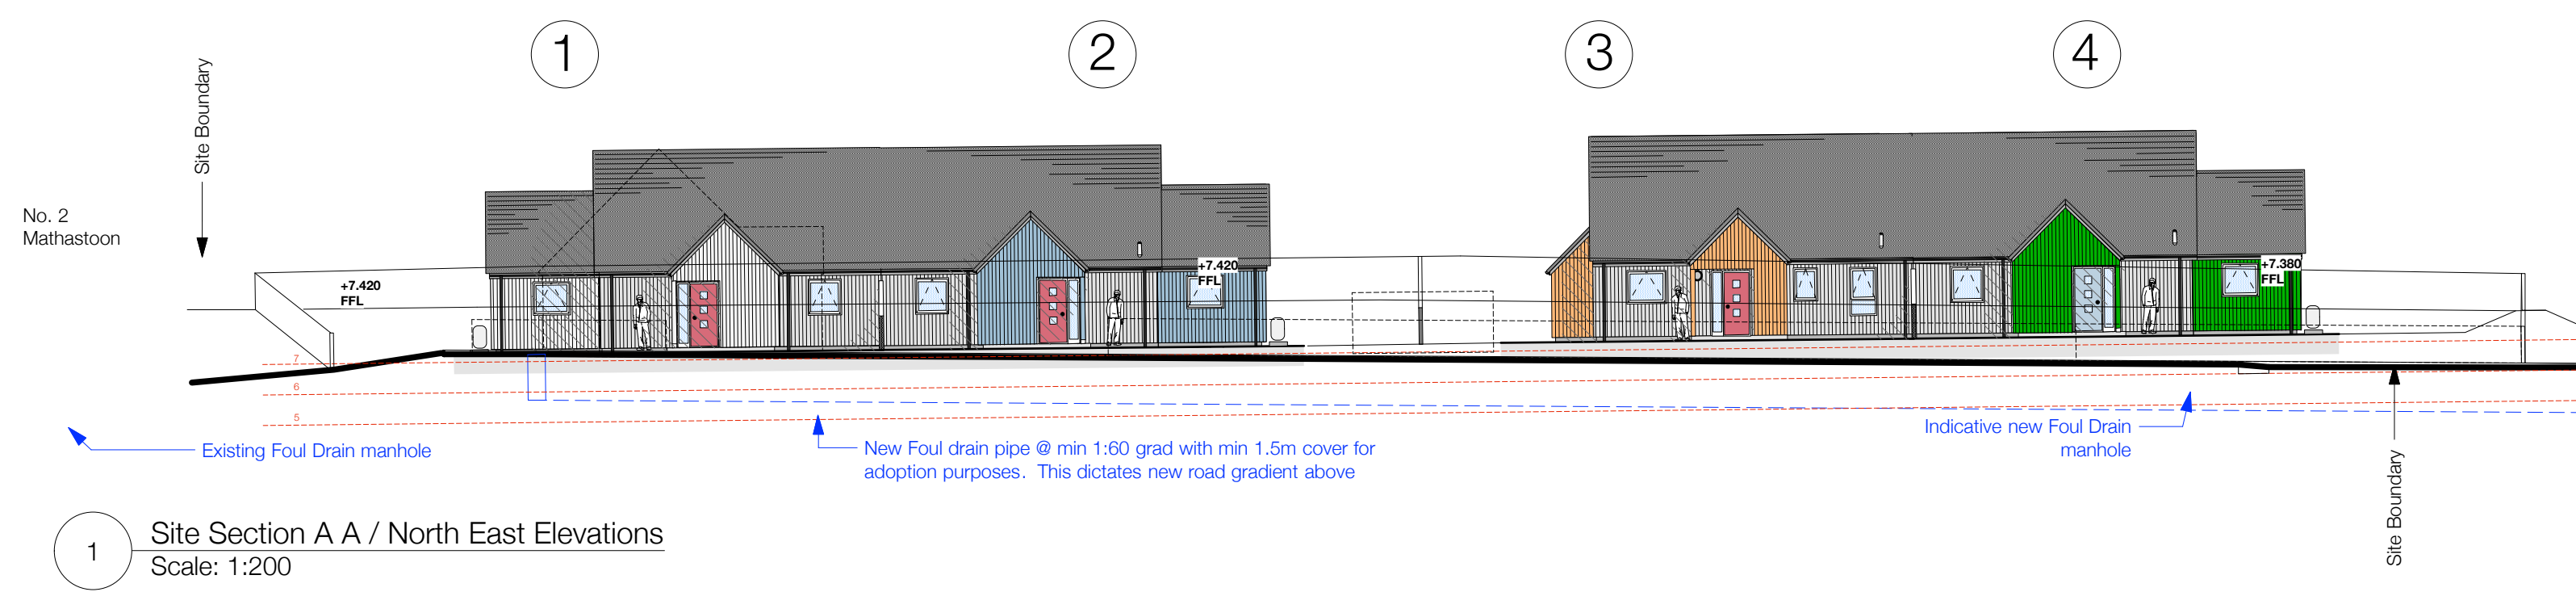 1
2
3
4
Site Boundary
No. 2
Mathastoon
+7.420
FFL
+7.420
FFL
+7.380
FFL
7
6
5
Existing Foul Drain manhole
New Foul drain pipe @ min 1:60 grad with min 1.5m cover for
adoption purposes. This dictates new road gradient above
Indicative new Foul Drain
manhole
Site Boundary
1
Site Section A A / North East Elevations
Scale: 1:200